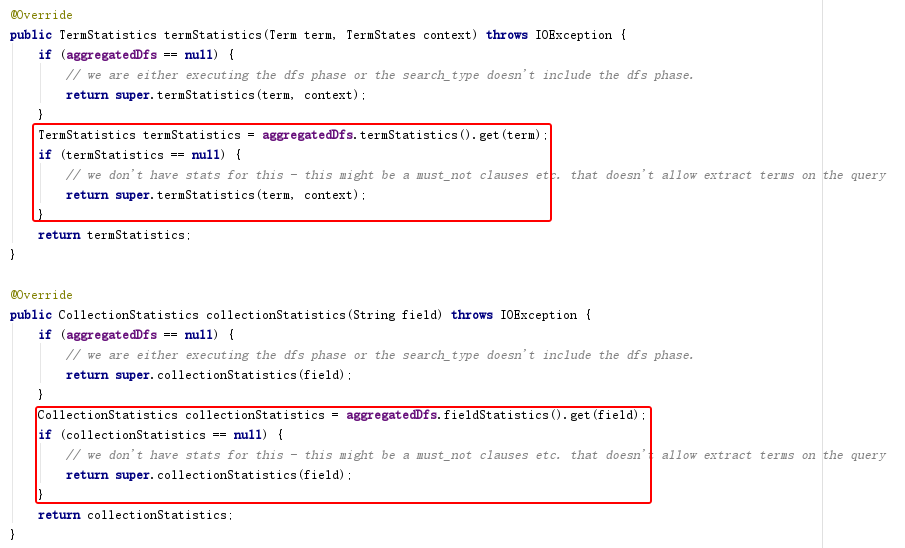 @Override
public TermStatistics termStatistics(Term term, TermStates context) throws IOException {
if (aggregatedDfs == null) {
// we are either executing the dfs phase or the search_type doesn't include the dfs phase.
return super.termStatistics(term, context);
}
TermStatistics termStatistics = aggregatedDfs.termStatistics().get(term);
if (termStatistics == null) {
// we don't have stats for this - this might be a must_not clauses etc. that doesn't allow extract terms on the query
return super.termStatistics(term, context);
}
return termStatistics;
}
@Override
public CollectionStatistics collectionStatistics(String field) throws IOException {
if (aggregatedDfs == null) {
// we are either executing the dfs phase or the search_type doesn't include the dfs phase.
return super.collectionStatistics(field);
}
CollectionStatistics collectionStatistics = aggregatedDfs.fieldStatistics().get(field);
if (collectionStatistics == null) {
// we don't have stats for this - this might be a must_not clauses etc. that doesn't allow extract terms on the query
return super.collectionStatistics(field);
}
return collectionStatistics;
}